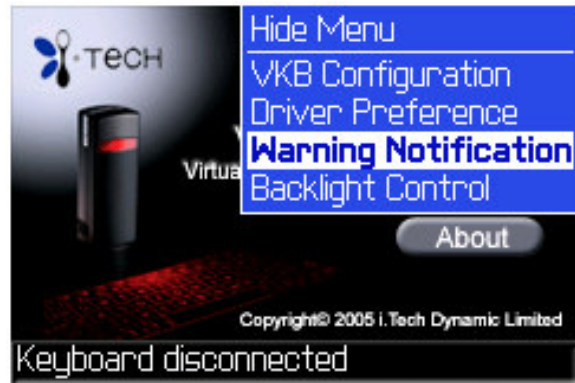 i·Tech
Hide Menu
VKB Configuration
Driver Preference
Warning Notification
Backlight Control
About
Copyright© 2005 i.Tech Dynamic Limited
Keyboard disconnected